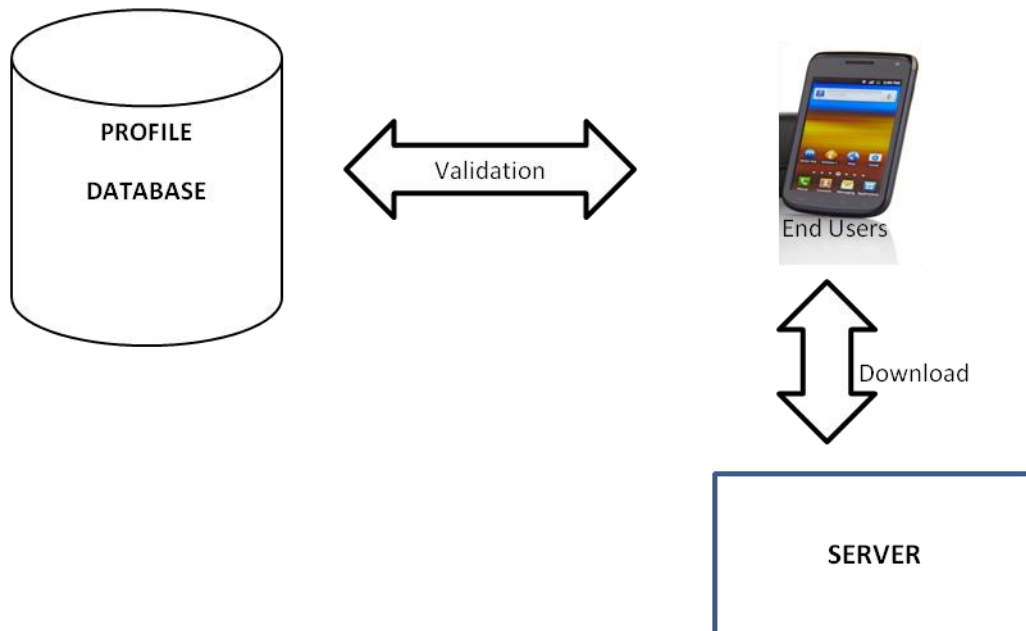 PROFILE
DATABASE
Validation
End Users
Download
SERVER